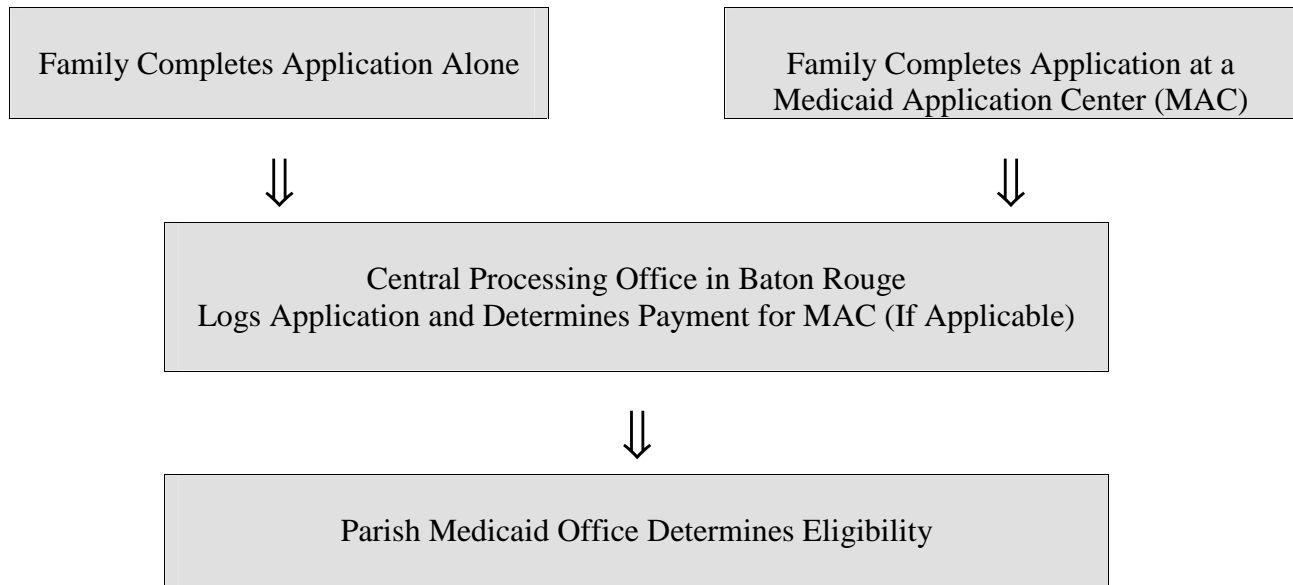 Family Completes Application Alone
Family Completes Application at a
Medicaid Application Center (MAC)
⇓ ⇓
Central Processing Office in Baton Rouge
Logs Application and Determines Payment for MAC (If Applicable)
⇓
Parish Medicaid Office Determines Eligibility